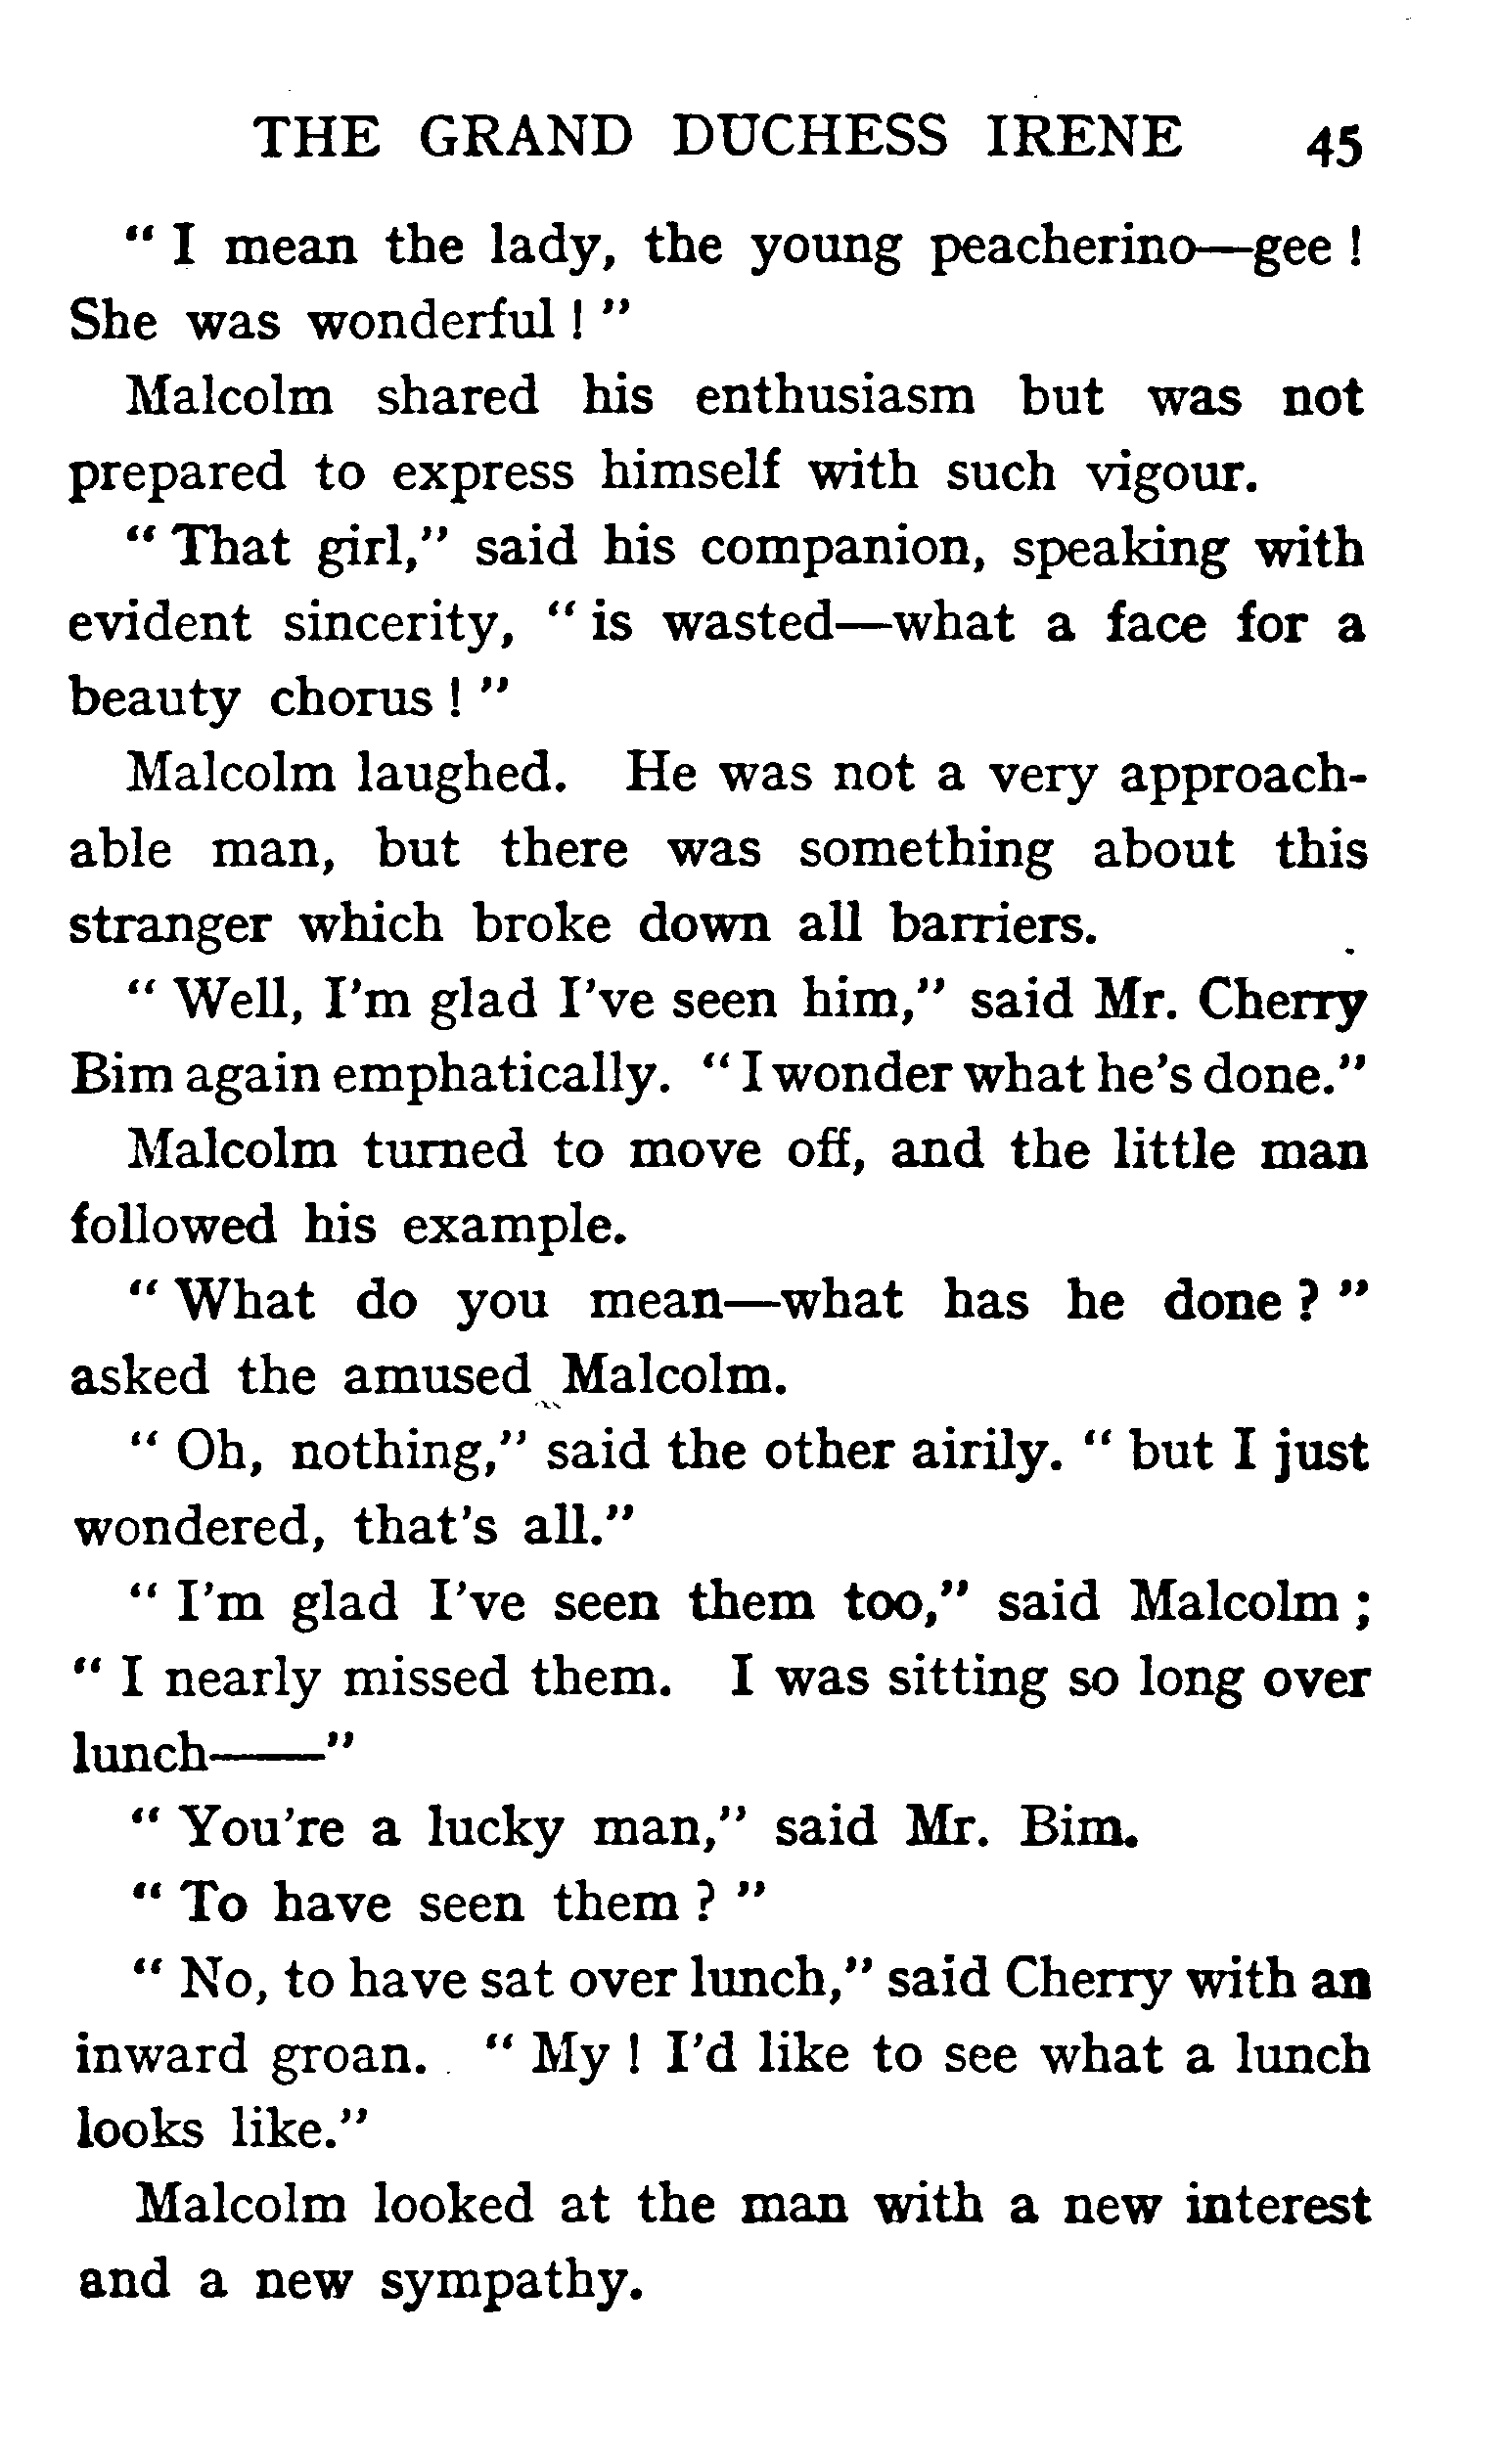 THE GRAND DUCHESS IRENE 45
“ I mean the lady, the young peacherino—gee !
She was wonderful ! ”
Malcolm shared his enthusiasm but was not
prepared to express himself with such vigour.
“ That girl,” said his companion, speaking with
evident sincerity, “ is wasted—what a face for a
beauty chorus ! ”
Malcolm laughed. He was not a very approach-
able man, but there was something about this
stranger which broke down all barriers.
“ Well, I’m glad I’ve seen him,” said Mr. Cherry
Bim again emphatically. “ I wonder what he’s done.”
Malcolm turned to move off, and the little man
followed his example.
“ What do you mean—what has he done ? ”
asked the amused Malcolm.
“ Oh, nothing,” said the other airily. “ but I just
wondered, that’s all.”
“ I’m glad I’ve seen them too,” said Malcolm ;
“ I nearly missed them. I was sitting so long over
lunch——”
“ You’re a lucky man,” said Mr. Bim.
“ To have seen them ? ”
“ No, to have sat over lunch,” said Cherry with an
inward groan. “ My ! I’d like to see what a lunch
looks like.”
Malcolm looked at the man with a new interest
and a new sympathy.